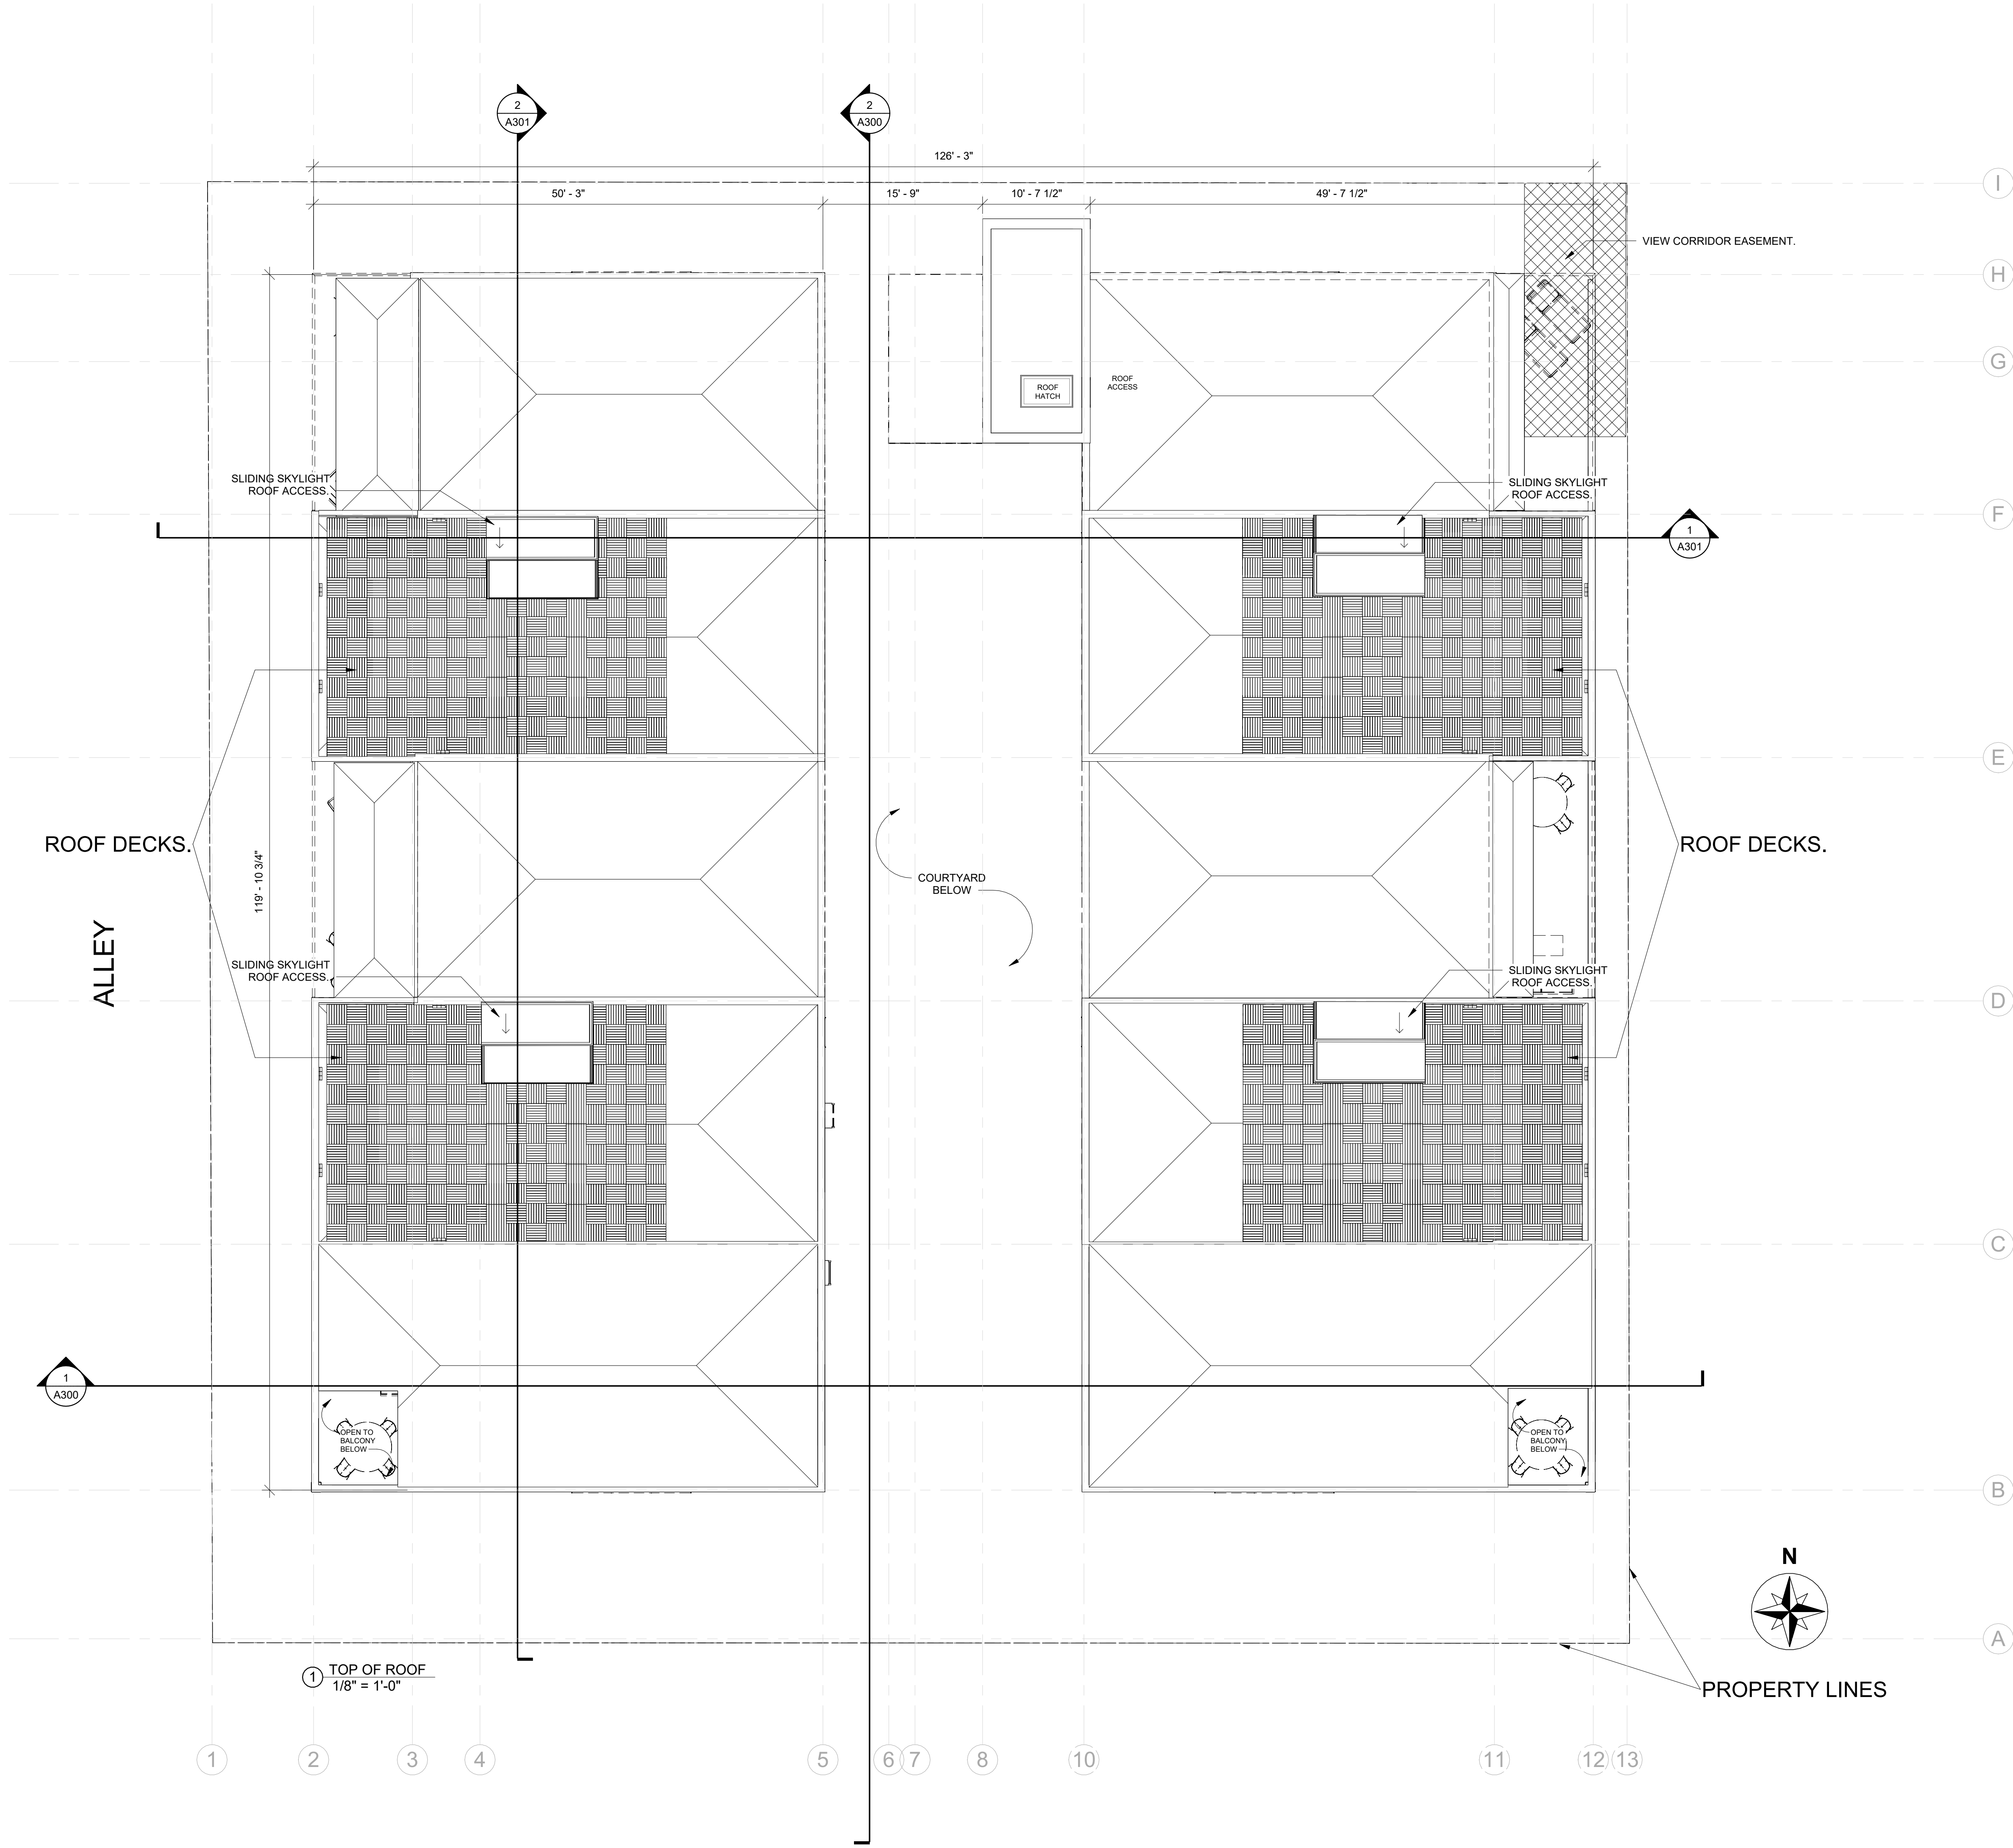 2
A301
2
A300
126' - 3"
50' - 3"
15' - 9"
10' - 7 1/2"
49' - 7 1/2"
I
VIEW CORRIDOR EASEMENT.
H
G
ROOF
HATCH
ROOF
ACCESS
SLIDING SKYLIGHT
ROOF ACCESS.
SLIDING SKYLIGHT
ROOF ACCESS.
F
1
A301
E
ROOF DECKS.
119' - 10 3/4"
COURTYARD
BELOW
ROOF DECKS.
ALLEY
SLIDING SKYLIGHT
ROOF ACCESS.
SLIDING SKYLIGHT
ROOF ACCESS.
D
C
1
A300
OPEN TO
BALCONY
BELOW
OPEN TO
BALCONY
BELOW
B
N
A
1
TOP OF ROOF
1/8" = 1'-0"
PROPERTY LINES
1
2
3
4
5
6
7
8
10
11
12
13